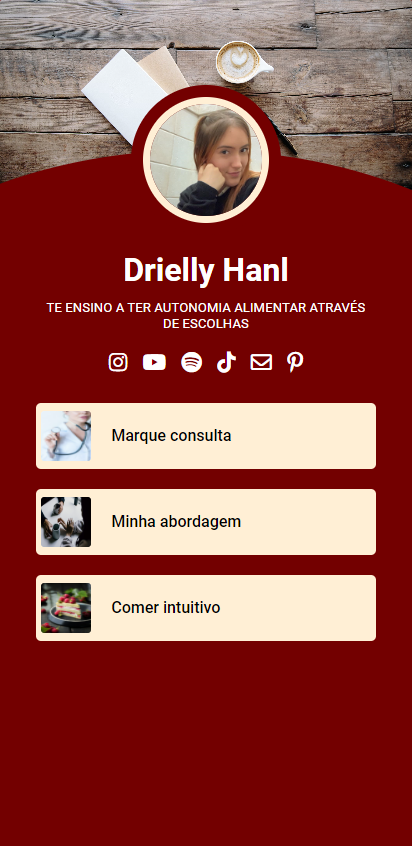 Drielly Hanl
TE ENSINO A TER AUTONOMIA ALIMENTAR ATRAVÉS
DE ESCOLHAS
Marque consulta
Minha abordagem
Comer intuitivo